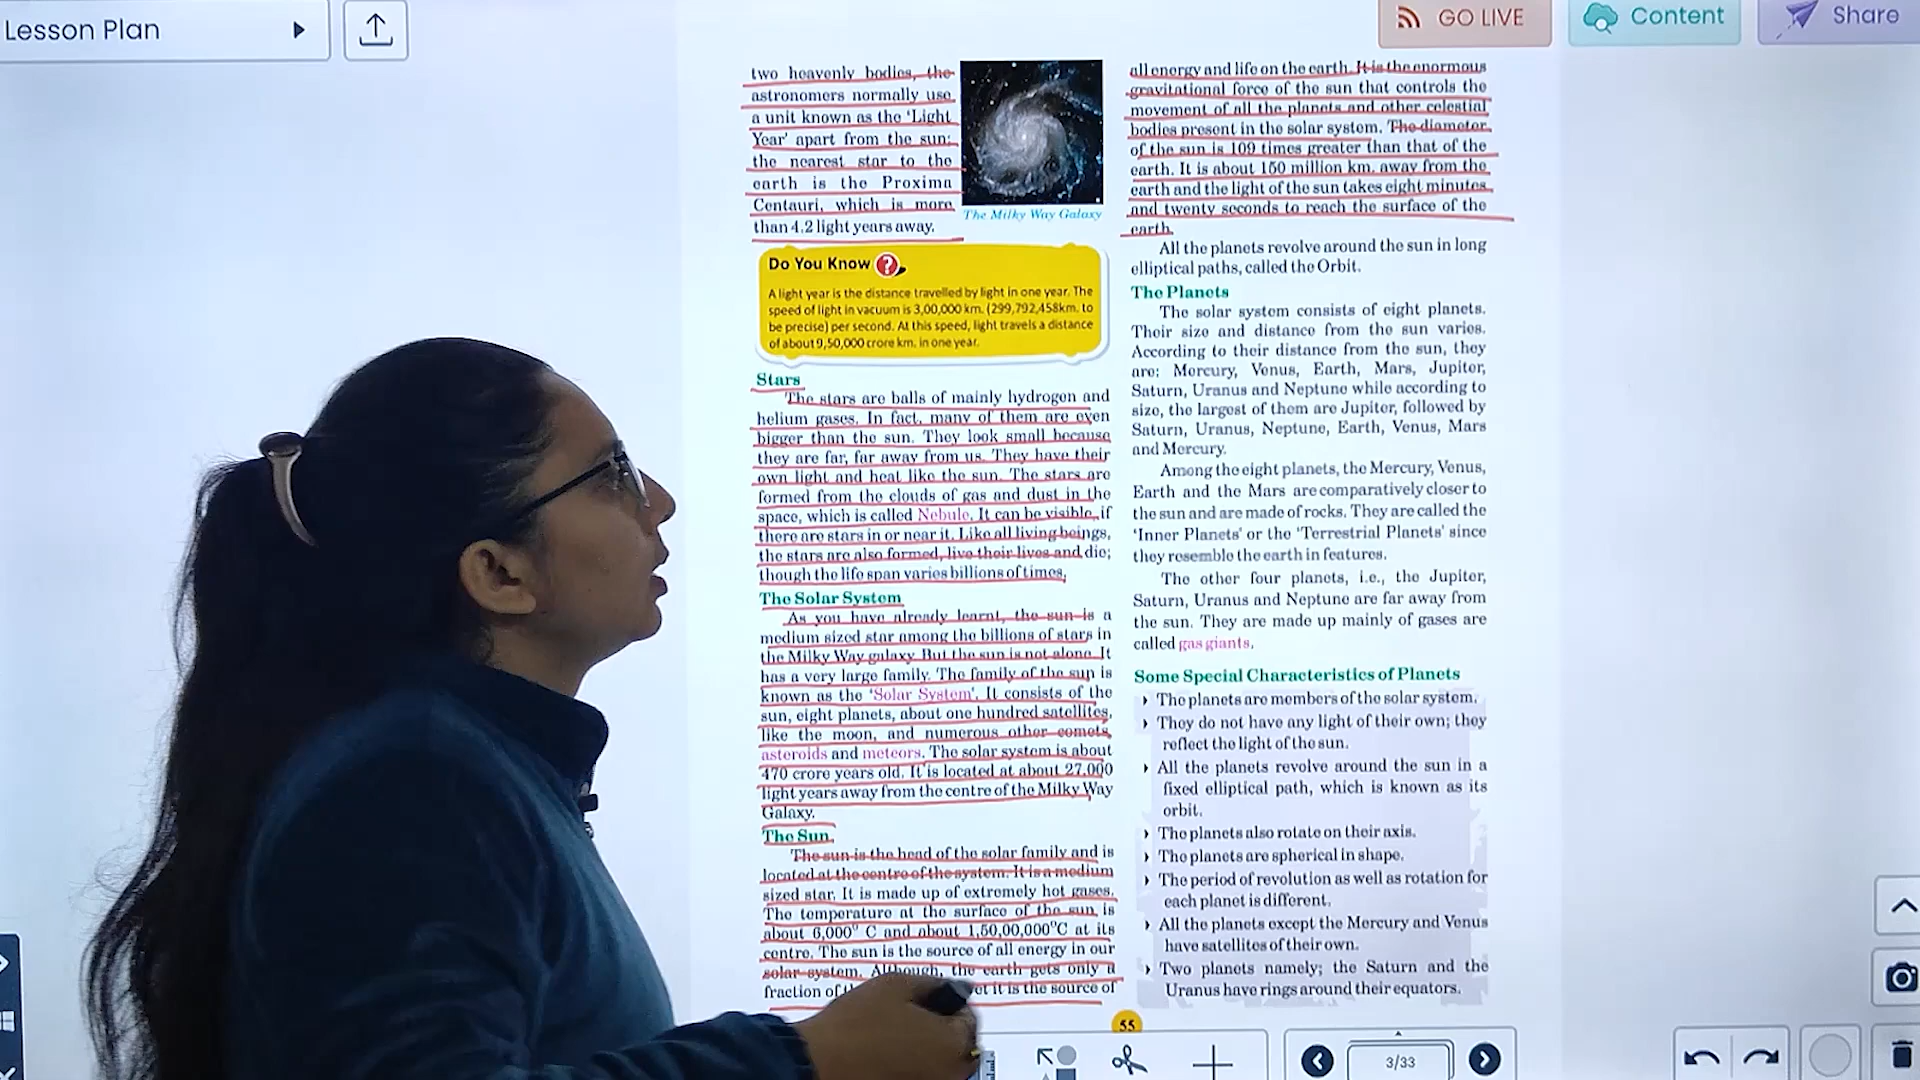 Lesson Plan
GO LIVE
Content
Share
two heavenly bodies, the
astronomers normally use
a unit known as the 'Light
Year' apart from the sun;
the nearest star to the
earth is the Proxima
Centauri, which is more
than 4.2 light years away.
The Milky Way Galaxy
Do You Know ?
A light year is the distance travelled by light in one year. The
speed of light in vacuum is 3,00,000 km. (299,792,458km. to
be precise) per second. At this speed, light travels a distance
of about 9,50,000 crore km. in one year.
Stars
The stars are balls of mainly hydrogen and
helium gases. In fact, many of them are even
bigger than the sun. They look small because
they are far, far away from us. They have their
own light and heat like the sun. The stars are
formed from the clouds of gas and dust in the
space, which is called Nebule. It can be visible, if
there are stars in or near it. Like all living beings,
the stars are also formed, live their lives and die;
though the life span varies billions of times.
The Solar System
As you have already learnt, the sun is a
medium sized star among the billions of stars in
the Milky Way galaxy. But the sun is not alone. It
has a very large family. The family of the sun is
known as the 'Solar System'. It consists of the
sun, eight planets, about one hundred satellites,
like the moon, and numerous other comets,
asteroids and meteors. The solar system is about
470 crore years old. It is located at about 27,000
light years away from the centre of the Milky Way
Galaxy.
The Sun
The sun is the head of the solar family and is
located at the centre of the system. It is a medium
sized star. It is made up of extremely hot gases.
The temperature at the surface of the sun is
about 6,000° C and about 1,50,00,000°C at its
centre. The sun is the source of all energy in our
solar system. Although, the earth gets only a
fraction of it is the source of
all energy and life on the earth. It is the enormous
gravitational force of the sun that controls the
movement of all the planets and other celestial
bodies present in the solar system. The diameter
of the sun is 109 times greater than that of the
earth. It is about 150 million km. away from the
earth and the light of the sun takes eight minutes
and twenty seconds to reach the surface of the
earth.
All the planets revolve around the sun in long
elliptical paths, called the Orbit.
The Planets
The solar system consists of eight planets.
Their size and distance from the sun varies.
According to their distance from the sun, they
are; Mercury, Venus, Earth, Mars, Jupiter,
Saturn, Uranus and Neptune while according to
size, the largest of them are Jupiter, followed by
Saturn, Uranus, Neptune, Earth, Venus, Mars
and Mercury.
Among the eight planets, the Mercury, Venus,
Earth and the Mars are comparatively closer to
the sun and are made of rocks. They are called the
'Inner Planets' or the 'Terrestrial Planets' since
they resemble the earth in features.
The other four planets, i.e., the Jupiter,
Saturn, Uranus and Neptune are far away from
the sun. They are made up mainly of gases are
called gas giants.
Some Special Characteristics of Planets
The planets are members of the solar system.
They do not have any light of their own; they
reflect the light of the sun.
All the planets revolve around the sun in a
fixed elliptical path, which is known as its
orbit.
The planets also rotate on their axis.
The planets are spherical in shape.
The period of revolution as well as rotation for
each planet is different.
All the planets except the Mercury and Venus
have satellites of their own.
Two planets namely; the Saturn and the
Uranus have rings around their equators.
55
3/33